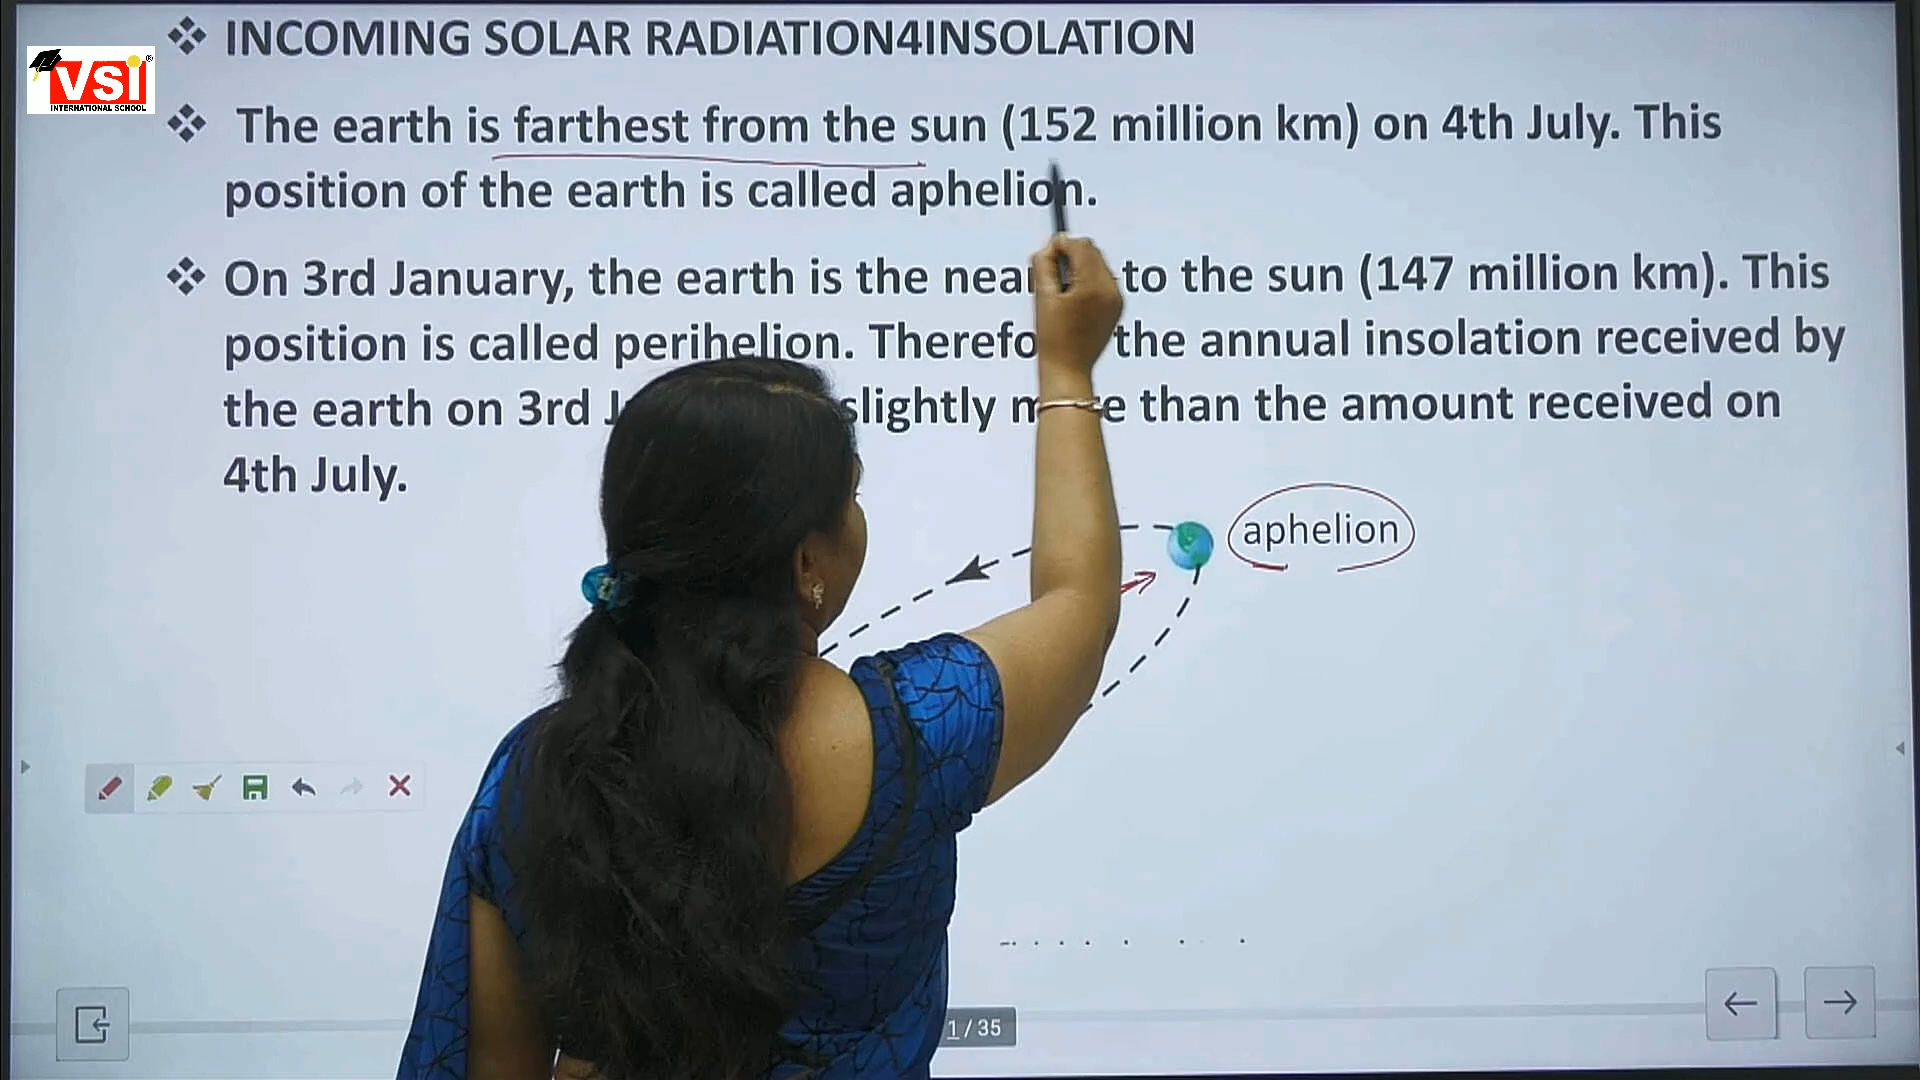 VSI
INTERNATIONAL SCHOOL
❖ INCOMING SOLAR RADIATION4INSOLATION
❖ The earth is farthest from the sun (152 million km) on 4th July. This
position of the earth is called aphelion.
❖ On 3rd January, the earth is the to the sun (147 million km). This
position is called perihelion. the annual insolation received by
the earth on 3rd slightly than the amount received on
4th July.
aphelion
1 / 35